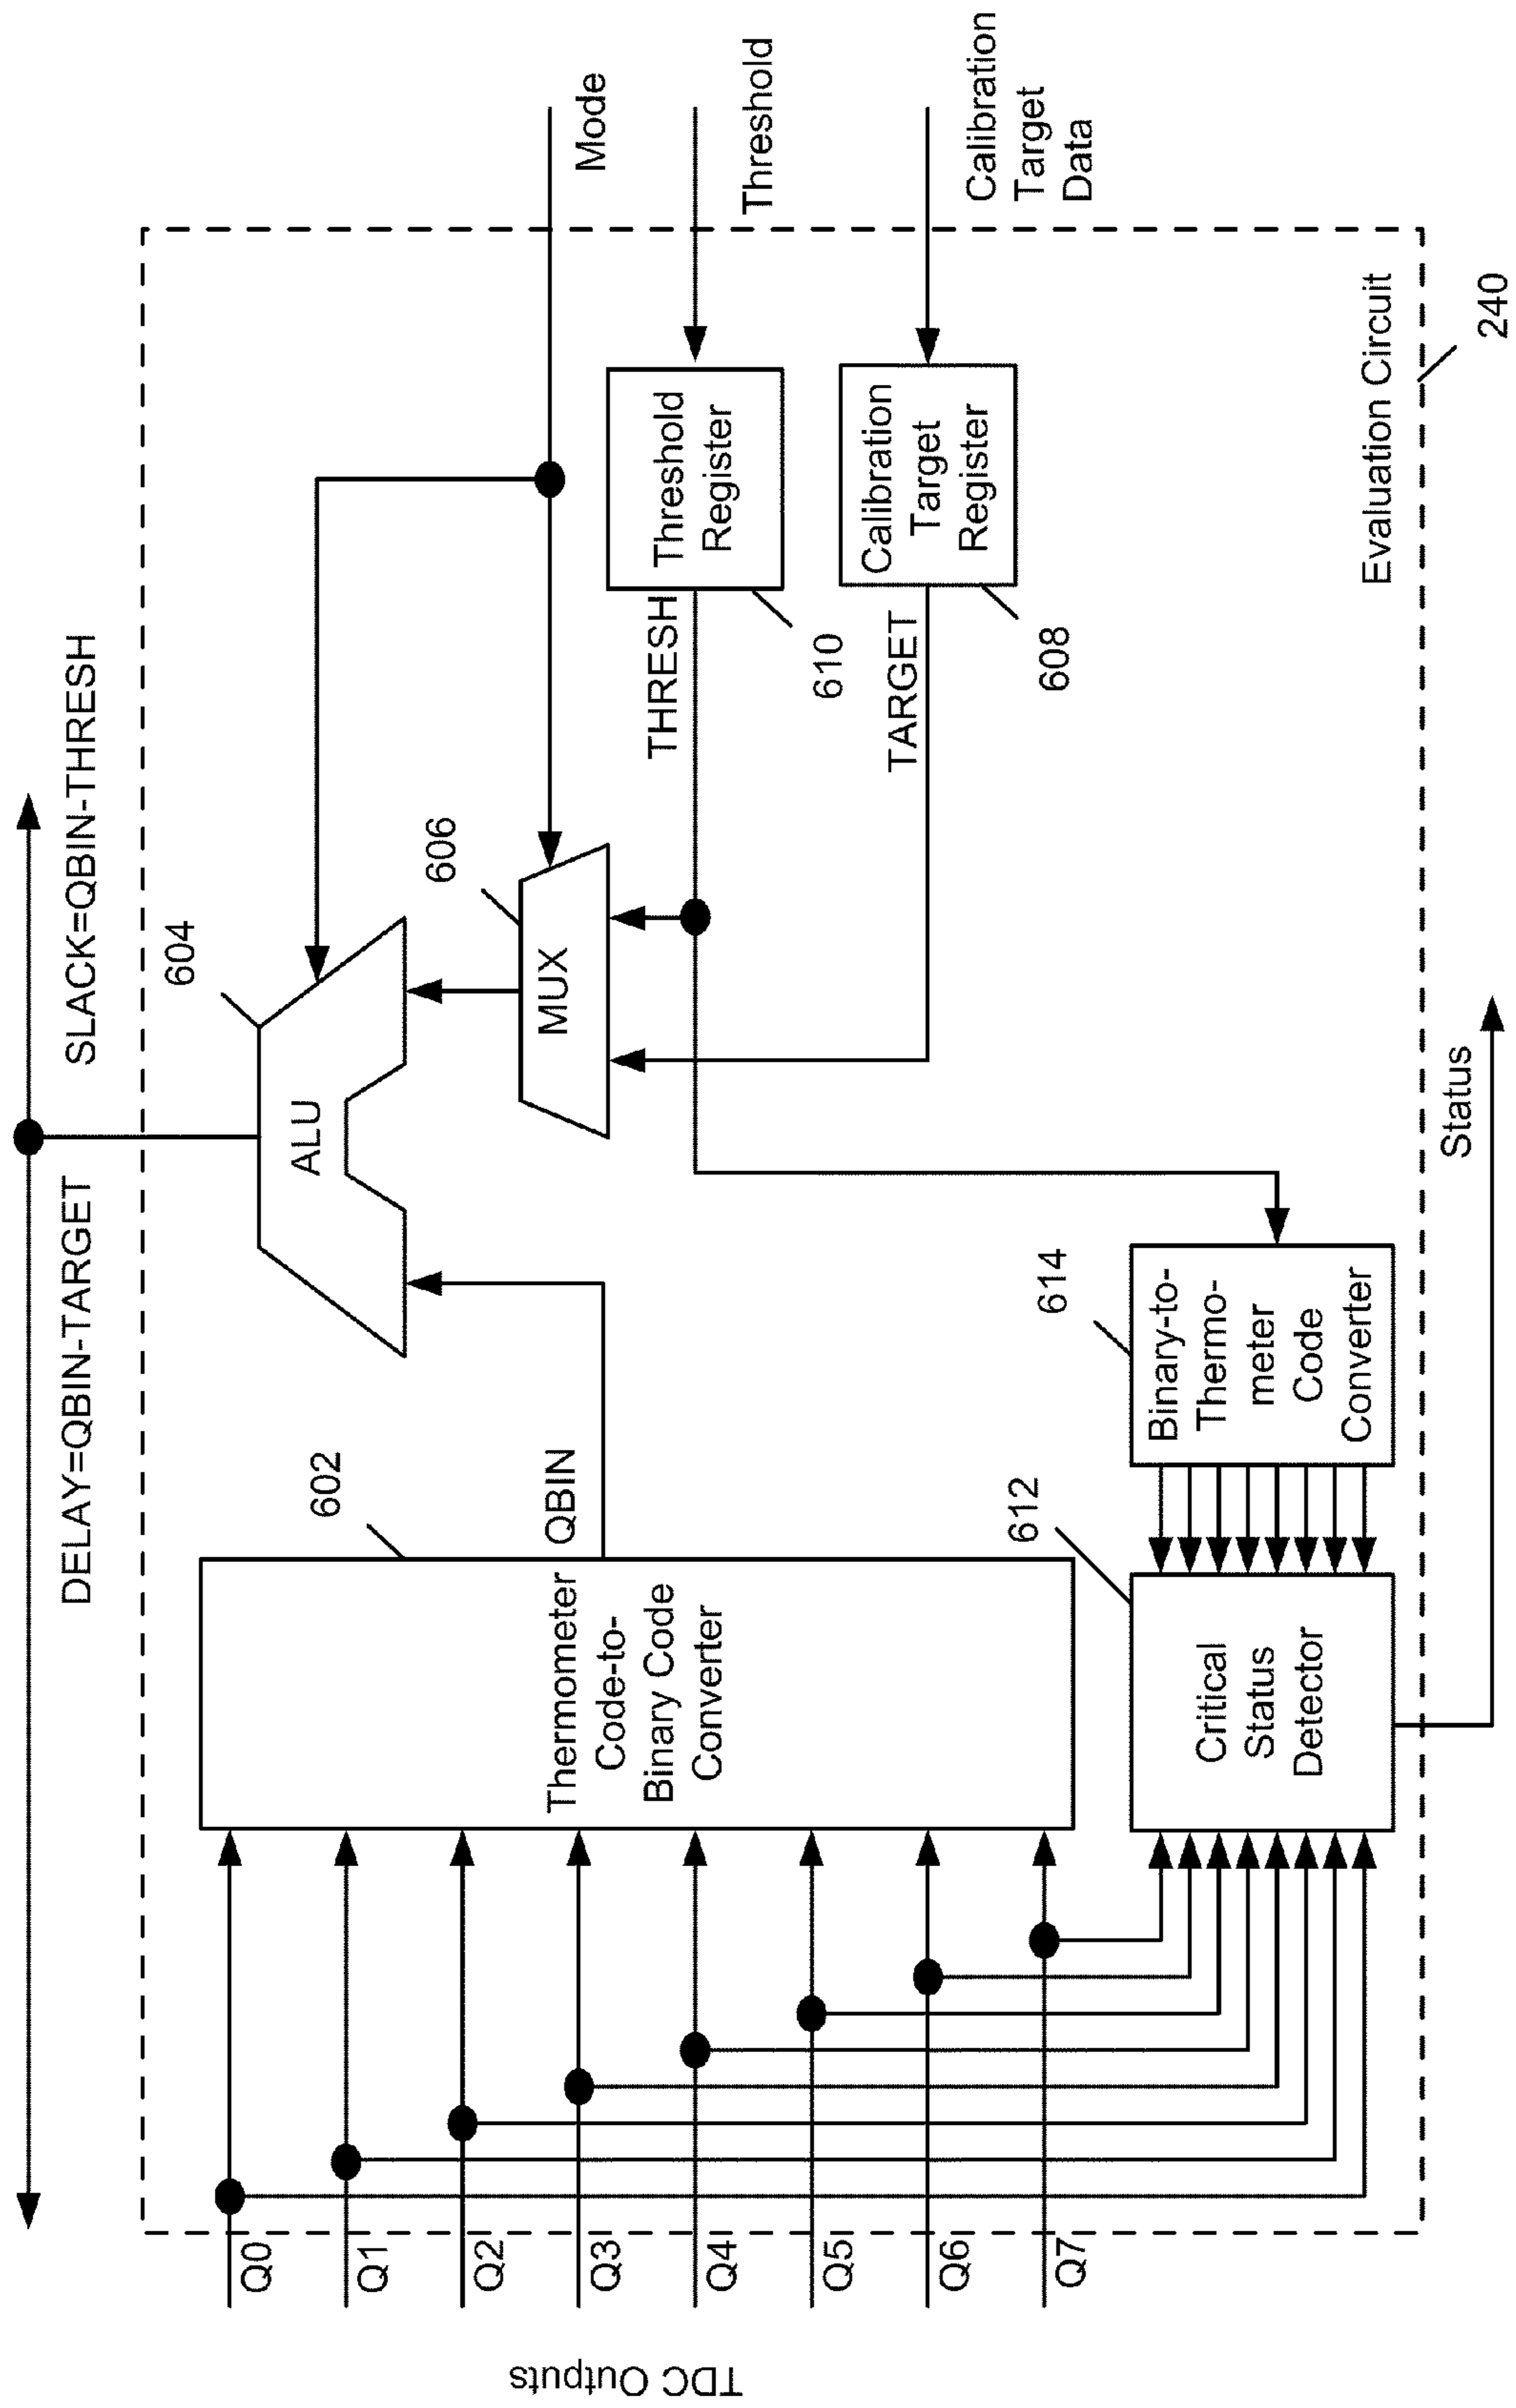 DELAY=QBIN-TARGET
SLACK=QBIN-THRESH
TDC Outputs
Q0
Q1
Q2
Q3
Q4
Q5
Q6
Q7
602
Thermometer
Code-to-
Binary Code
Converter
QBIN
604
ALU
606
MUX
Mode
THRESH
Threshold
Register
610
Threshold
TARGET
Calibration
Target
Register
608
Calibration
Target
Data
612
Critical
Status
Detector
614
Binary-to-
Thermo-
meter
Code
Converter
Evaluation Circuit
240
Status